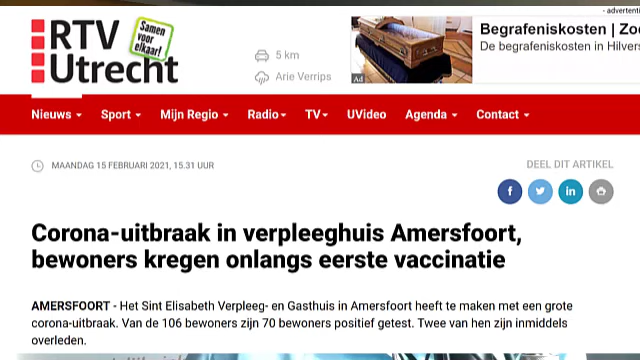 - advertenti
RTV
Utrecht
Samen
voor
elkaar!
5 km
Arie Verrips
Ad
Begrafeniskosten | Zo
De begrafeniskosten in Hilvers
Nieuws
Sport
Mijn Regio
Radio
TV
UVideo
Agenda
Contact
MAANDAG 15 FEBRUARI 2021, 15.31 UUR
DEEL DIT ARTIKEL
Corona-uitbraak in verpleeghuis Amersfoort,
bewoners kregen onlangs eerste vaccinatie
AMERSFOORT - Het Sint Elisabeth Verpleeg- en Gasthuis in Amersfoort heeft te maken met een grote
corona-uitbraak. Van de 106 bewoners zijn 70 bewoners positief getest. Twee van hen zijn inmiddels
overleden.